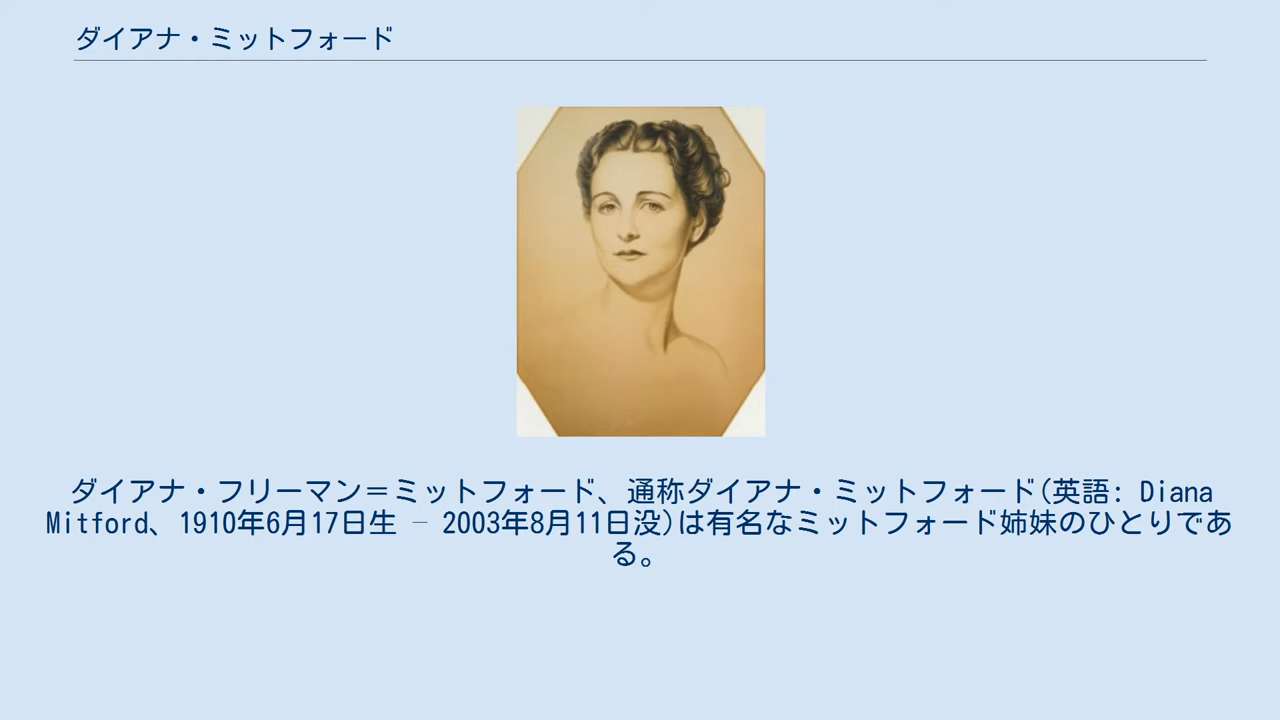 ダイアナ・ミットフォード
ダイアナ・フリーマン＝ミットフォード、通称ダイアナ・ミットフォード(英語: Diana
Mitford、1910年6月17日生 – 2003年8月11日没)は有名なミットフォード姉妹のひとりであ
る。